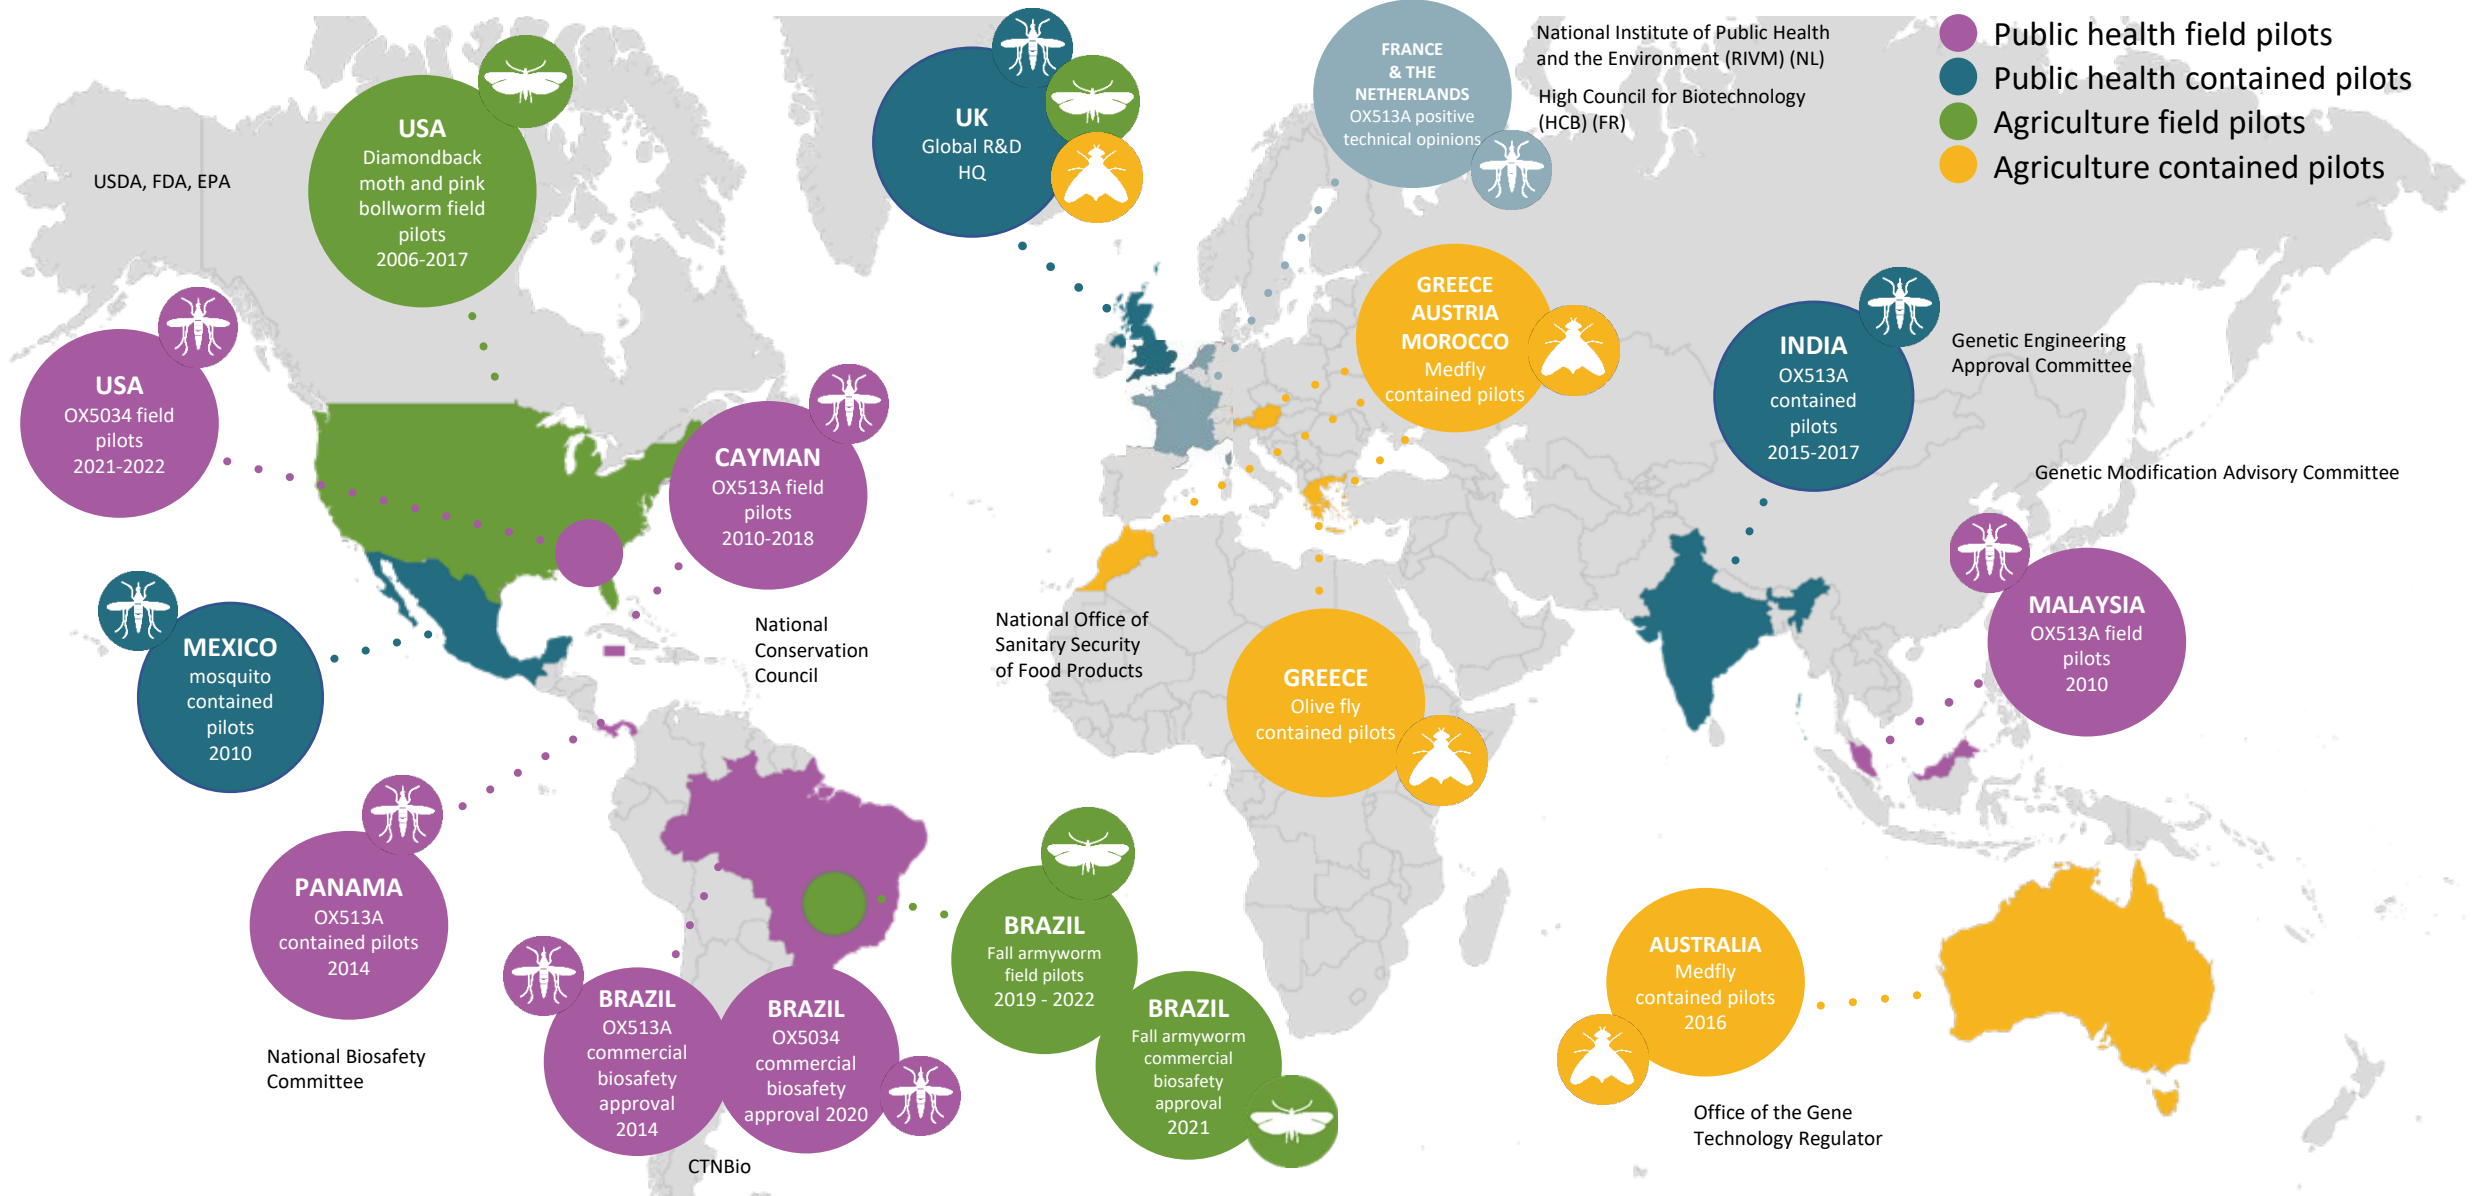 USA
Diamondback
moth and pink
bollworm field
pilots
2006-2017
USDA, FDA, EPA
UK
Global R&D
HQ
FRANCE
& THE
NETHERLANDS
OX513A positive
technical opinions
National Institute of Public Health
and the Environment (RIVM) (NL)
High Council for Biotechnology
(HCB) (FR)
Public health field pilots
Public health contained pilots
Agriculture field pilots
Agriculture contained pilots
USA
OX5034 field
pilots
2021-2022
CAYMAN
OX513A field
pilots
2010-2018
National
Conservation
Council
GREECE
AUSTRIA
MOROCCO
Medfly
contained pilots
INDIA
OX513A
contained
pilots
2015-2017
Genetic Engineering
Approval Committee
Genetic Modification Advisory Committee
MALAYSIA
OX513A field
pilots
2010
MEXICO
mosquito
contained
pilots
2010
National Office of
Sanitary Security
of Food Products
GREECE
Olive fly
contained pilots
PANAMA
OX513A
contained pilots
2014
National Biosafety
Committee
BRAZIL
OX513A
commercial
biosafety
approval
2014
BRAZIL
OX5034
commercial
biosafety
approval 2020
CTNBio
BRAZIL
Fall armyworm
field pilots
2019 - 2022
BRAZIL
Fall armyworm
commercial
biosafety
approval
2021
AUSTRALIA
Medfly
contained pilots
2016
Office of the Gene
Technology Regulator